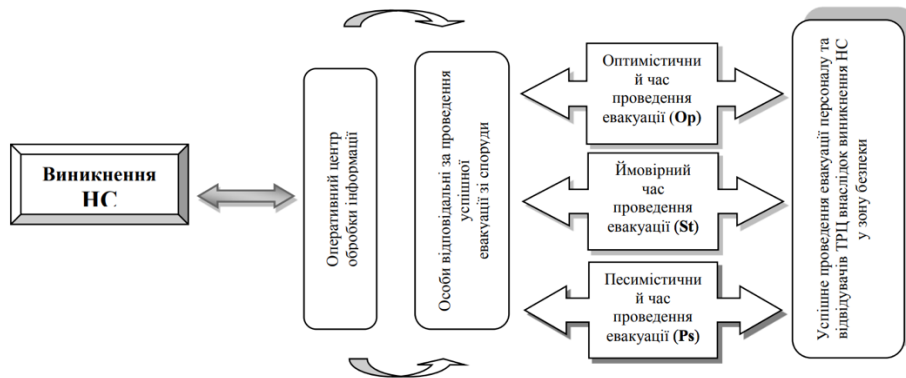 Виникнення
НС
Оперативний центр
обробки інформації
Особи відповідальні за проведення
успішної
евакуації зі споруди
Оптимістични
й час
проведення
евакуації (Op)
Ймовірний
час
проведення
евакуації (St)
Песимістични
й час
проведення
евакуації (Ps)
Успішне проведення евакуації персоналу та
відвідувачів ТРЦ внаслідок виникнення НС
у зону безпеки